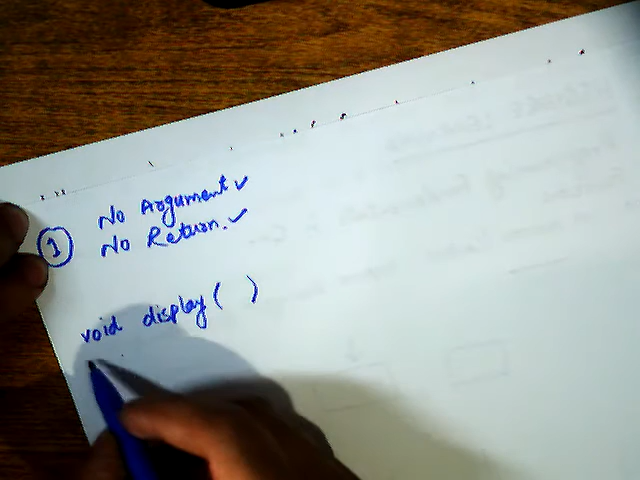 ① No Argument ✓
No Return. ✓
void display( )